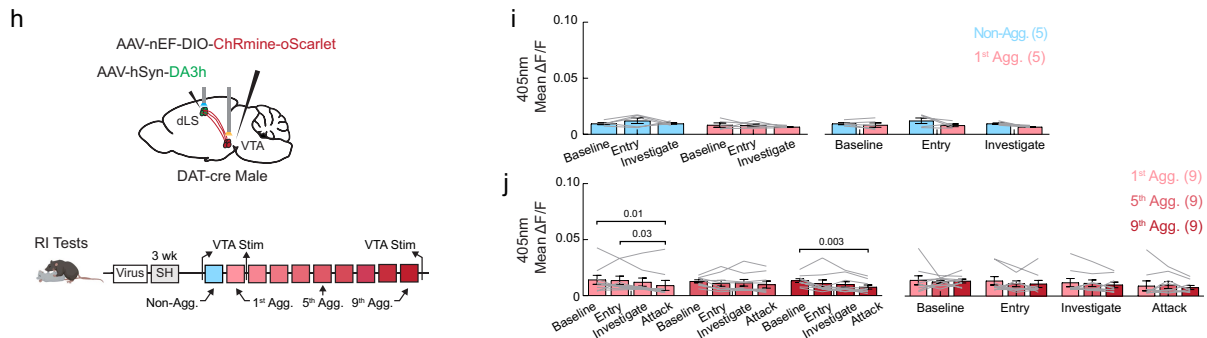 h
AAV-nEF-DIO-ChRmine-oScarlet
AAV-hSyn-DA3h
dLS
VTA
DAT-cre Male
RI Tests
3 wk
VTA Stim
VTA Stim
Virus
SH
Non-Agg.
1st Agg.
5th Agg.
9th Agg.
i
405nm
Mean ΔF/F
0.10
0.05
0
Non-Agg. (5)
1st Agg. (5)
Baseline
Entry
Investigate
Baseline
Entry
Investigate
Baseline
Entry
Investigate
j
405nm
Mean ΔF/F
0.10
0.05
0
1st Agg. (9)
5th Agg. (9)
9th Agg. (9)
0.01
0.03
0.003
Baseline
Entry
Investigate
Attack
Baseline
Entry
Investigate
Attack
Baseline
Entry
Investigate
Attack
Baseline
Entry
Investigate
Attack